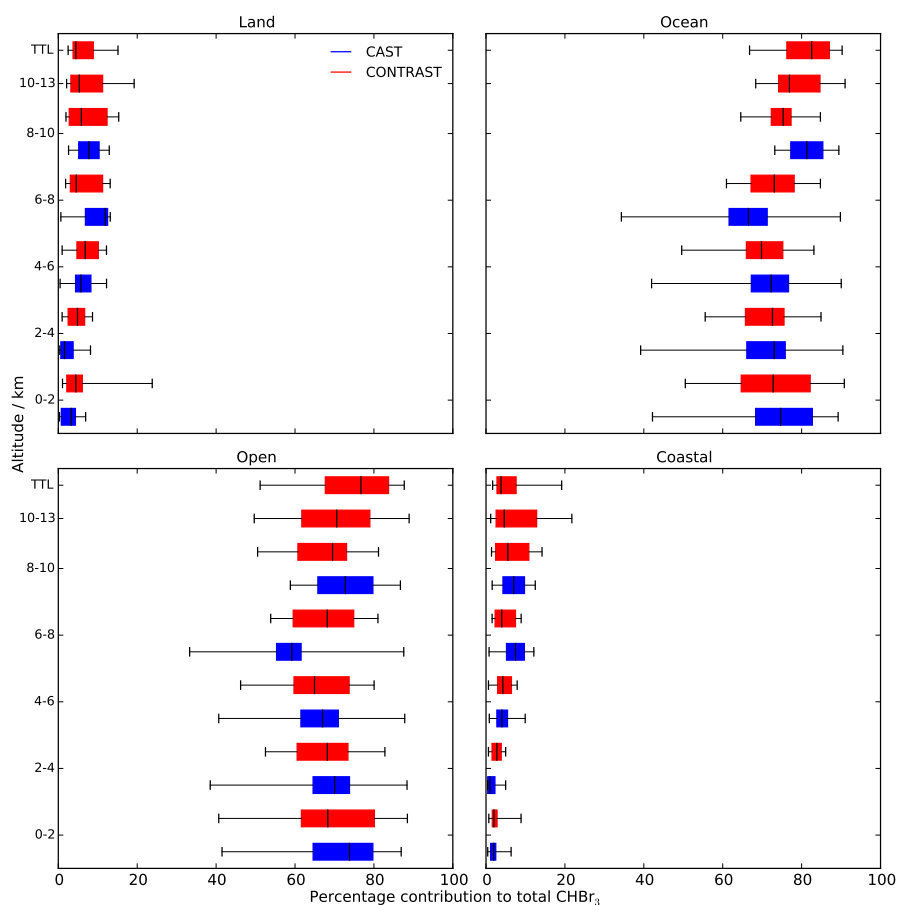 Land
Ocean
TTL
10-13
8-10
6-8
4-6
2-4
0-2
CAST
CONTRAST
Altitude / km
Open
Coastal
TTL
10-13
8-10
6-8
4-6
2-4
0-2
0 20 40 60 80 100
0 20 40 60 80 100
Percentage contribution to total CHBr₃